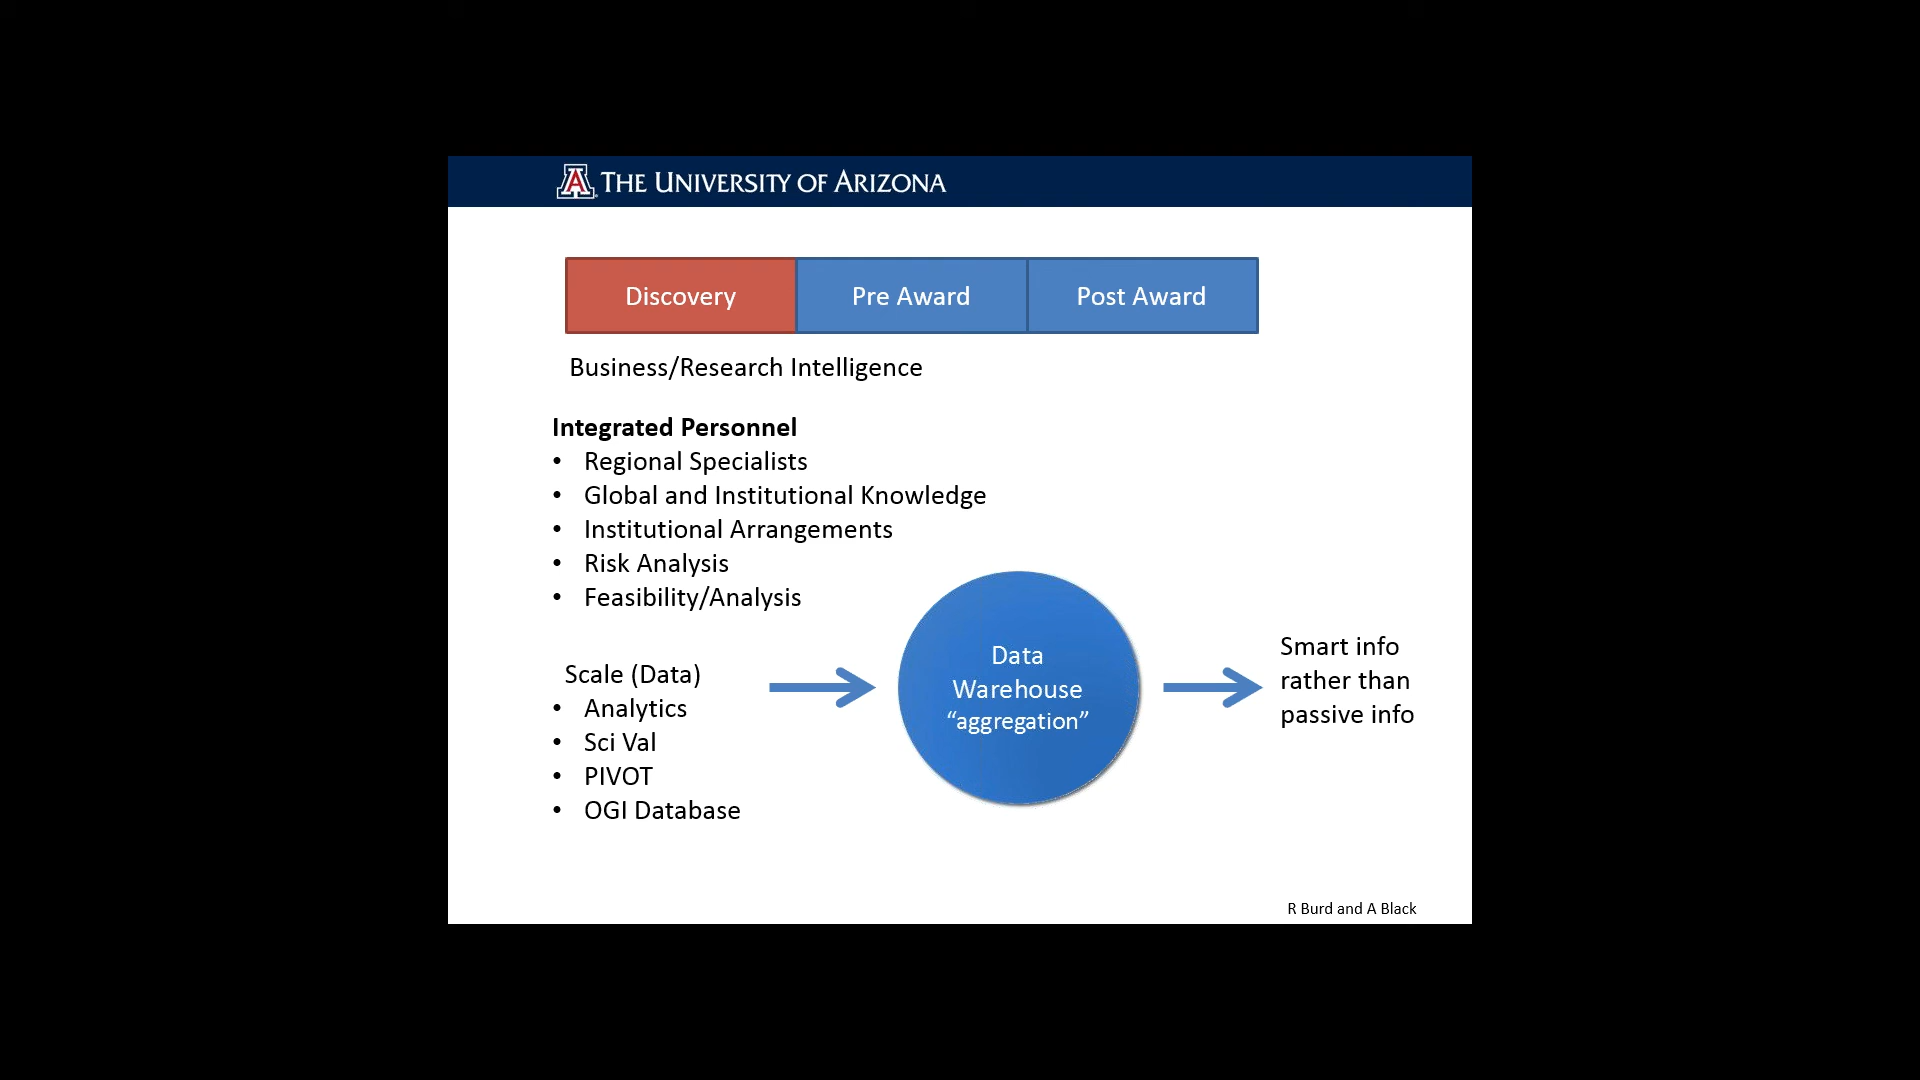 A THE UNIVERSITY OF ARIZONA
Discovery
Pre Award
Post Award
Business/Research Intelligence
Integrated Personnel
• Regional Specialists
• Global and Institutional Knowledge
• Institutional Arrangements
• Risk Analysis
• Feasibility/Analysis
Scale (Data)
• Analytics
• Sci Val
• PIVOT
• OGI Database
Data
Warehouse
“aggregation”
Smart info
rather than
passive info
R Burd and A Black